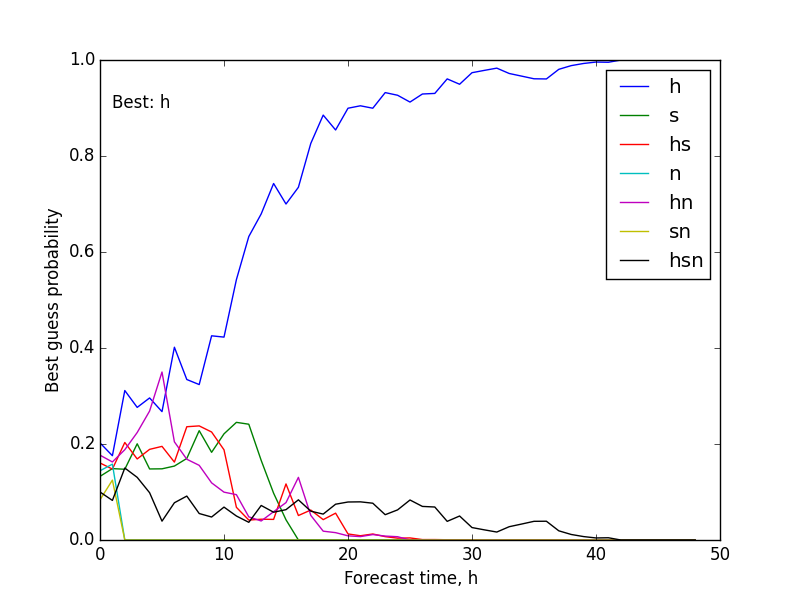 1.0
0.8
0.6
0.4
0.2
0.0
Best guess probability
Best: h
h
s
hs
n
hn
sn
hsn
0 10 20 30 40 50
Forecast time, h